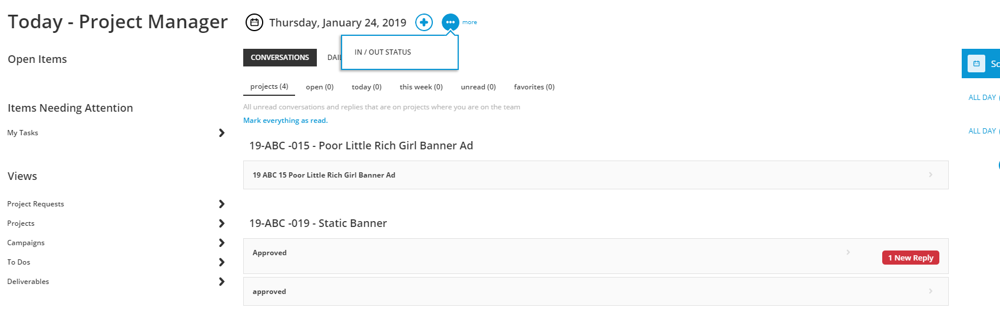 Today - Project Manager
Thursday, January 24, 2019
more
IN / OUT STATUS
Open Items
Items Needing Attention
My Tasks
Views
Project Requests
Projects
Campaigns
To Dos
Deliverables
CONVERSATIONS
projects (4) open (0) today (0) this week (0) unread (0) favorites (0)
All unread conversations and replies that are on projects where you are on the team
Mark everything as read.
19-ABC -015 - Poor Little Rich Girl Banner Ad
19 ABC 15 Poor Little Rich Girl Banner Ad
19-ABC -019 - Static Banner
Approved
1 New Reply
approved
ALL DAY
ALL DAY